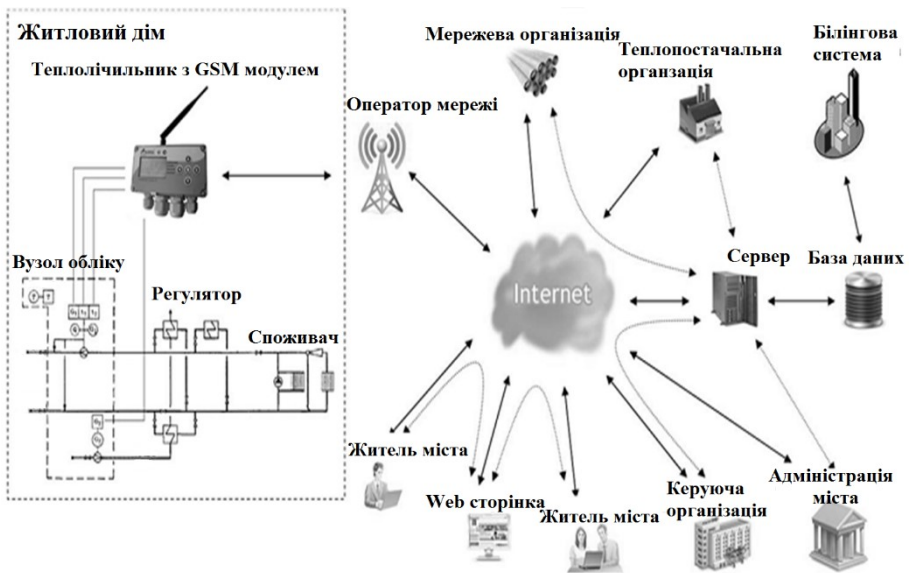 Житловий дім
Теплолічильник з GSM модулем
Вузол обліку
Регулятор
Споживач
Оператор мережі
Мережева організація
Теплопостачальна
органзація
Білінгова
система
Internet
Сервер
База даних
Житель міста
Web сторінка
Житель міста
Керуюча
організація
Адміністрація
міста